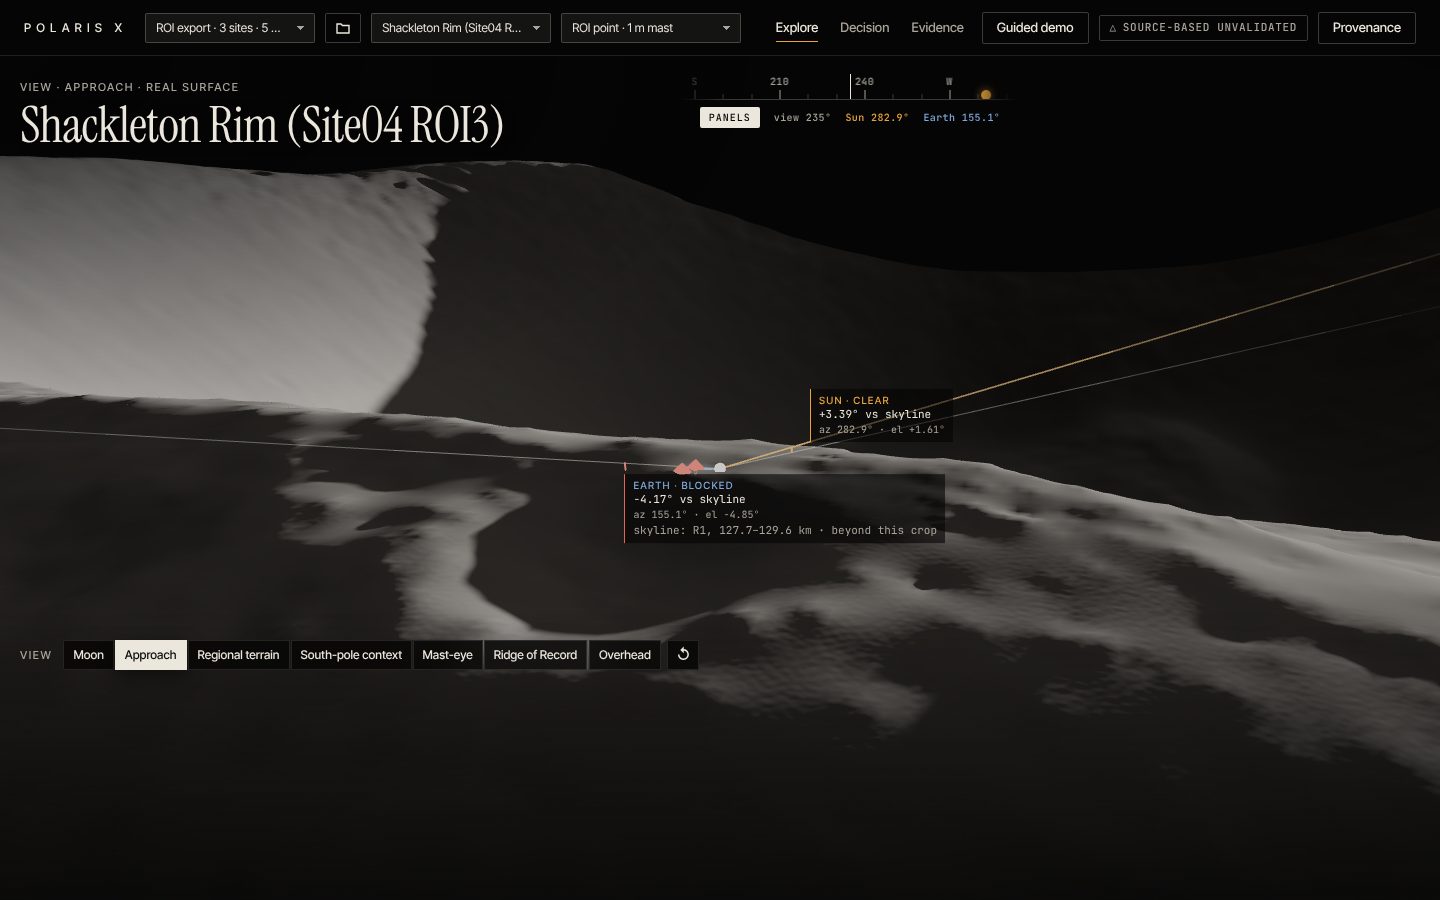 POLARIS X
ROI export · 3 sites · 5 ...
Shackleton Rim (Site04 R...
ROI point · 1 m mast
Explore
Decision
Evidence
Guided demo
△ SOURCE-BASED UNVALIDATED
Provenance
VIEW · APPROACH · REAL SURFACE
Shackleton Rim (Site04 ROI3)
S 210 240 W
PANELS view 235° Sun 282.9° Earth 155.1°
SUN · CLEAR
+3.39° vs skyline
az 282.9° · el +1.61°
EARTH · BLOCKED
-4.17° vs skyline
az 155.1° · el -4.85°
skyline: R1, 127.7–129.6 km · beyond this crop
VIEW
Moon
Approach
Regional terrain
South-pole context
Mast-eye
Ridge of Record
Overhead